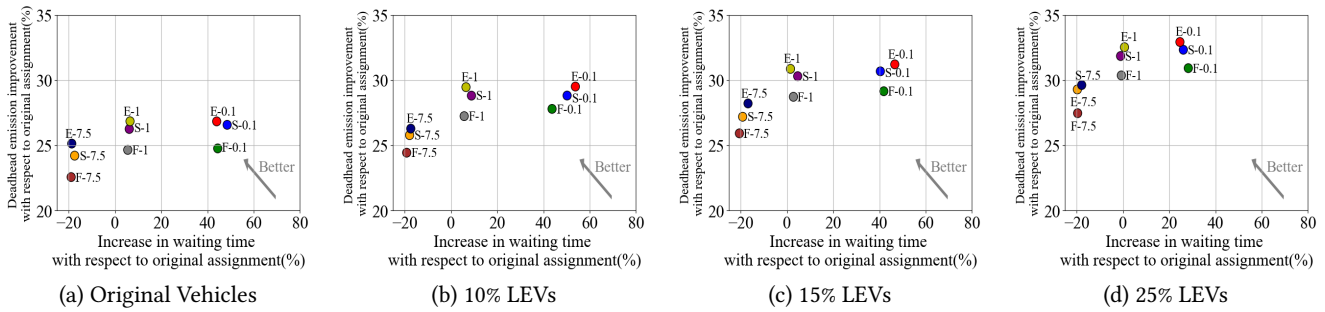 Deadhead emission improvement
with respect to original assignment(%)
35
30
25
20
E-1
S-1
F-1
E-0.1
S-0.1
F-0.1
E-7.5
S-7.5
F-7.5
Better
−20 0 20 40 60 80
Increase in waiting time
with respect to original assignment(%)
(a) Original Vehicles
Deadhead emission improvement
with respect to original assignment(%)
35
30
25
20
E-1
S-1
F-1
E-0.1
S-0.1
F-0.1
E-7.5
S-7.5
F-7.5
Better
−20 0 20 40 60 80
Increase in waiting time
with respect to original assignment(%)
(b) 10% LEVs
Deadhead emission improvement
with respect to original assignment(%)
35
30
25
20
E-1
S-1
F-1
E-0.1
S-0.1
F-0.1
E-7.5
S-7.5
F-7.5
Better
−20 0 20 40 60 80
Increase in waiting time
with respect to original assignment(%)
(c) 15% LEVs
Deadhead emission improvement
with respect to original assignment(%)
35
30
25
20
E-1
S-1
F-1
E-0.1
S-0.1
F-0.1
S-7.5
E-7.5
F-7.5
Better
−20 0 20 40 60 80
Increase in waiting time
with respect to original assignment(%)
(d) 25% LEVs